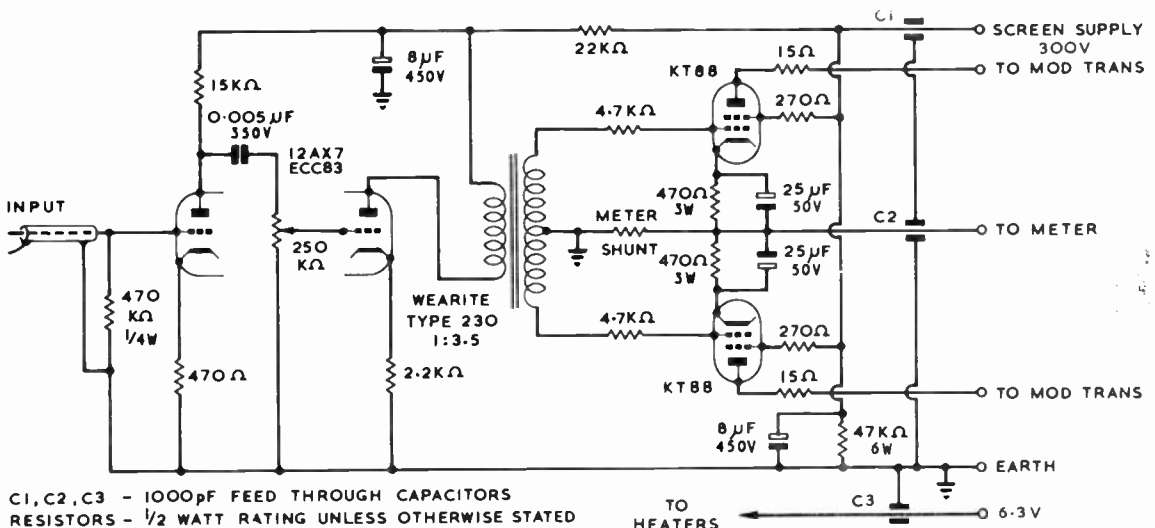 C1
SCREEN SUPPLY
300V
22KΩ
15Ω
8µF
450V
KT88
TO MOD TRANS
15KΩ
270Ω
4.7KΩ
0.005µF
350V
12AX7
ECC83
INPUT
470Ω
3W
25µF
50V
METER
SHUNT
C2
TO METER
250
KΩ
470Ω
3W
25µF
50V
WEARITE
TYPE 230
1:3.5
470
KΩ
1/4W
4.7KΩ
270Ω
470Ω
2.2KΩ
KT88
15Ω
TO MOD TRANS
8µF
450V
47KΩ
6W
EARTH
C1, C2, C3 - 1000pF FEED THROUGH CAPACITORS
RESISTORS - 1/2 WATT RATING UNLESS OTHERWISE STATED
TO
HEATERS
C3
6·3V